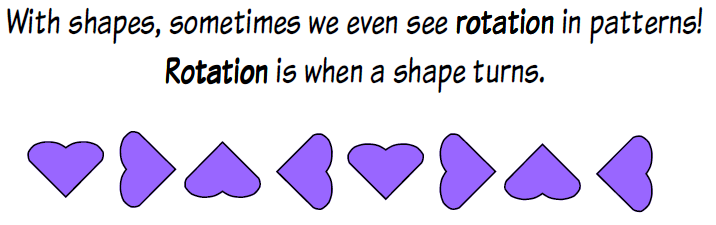 With shapes, sometimes we even see rotation in patterns!
Rotation is when a shape turns.